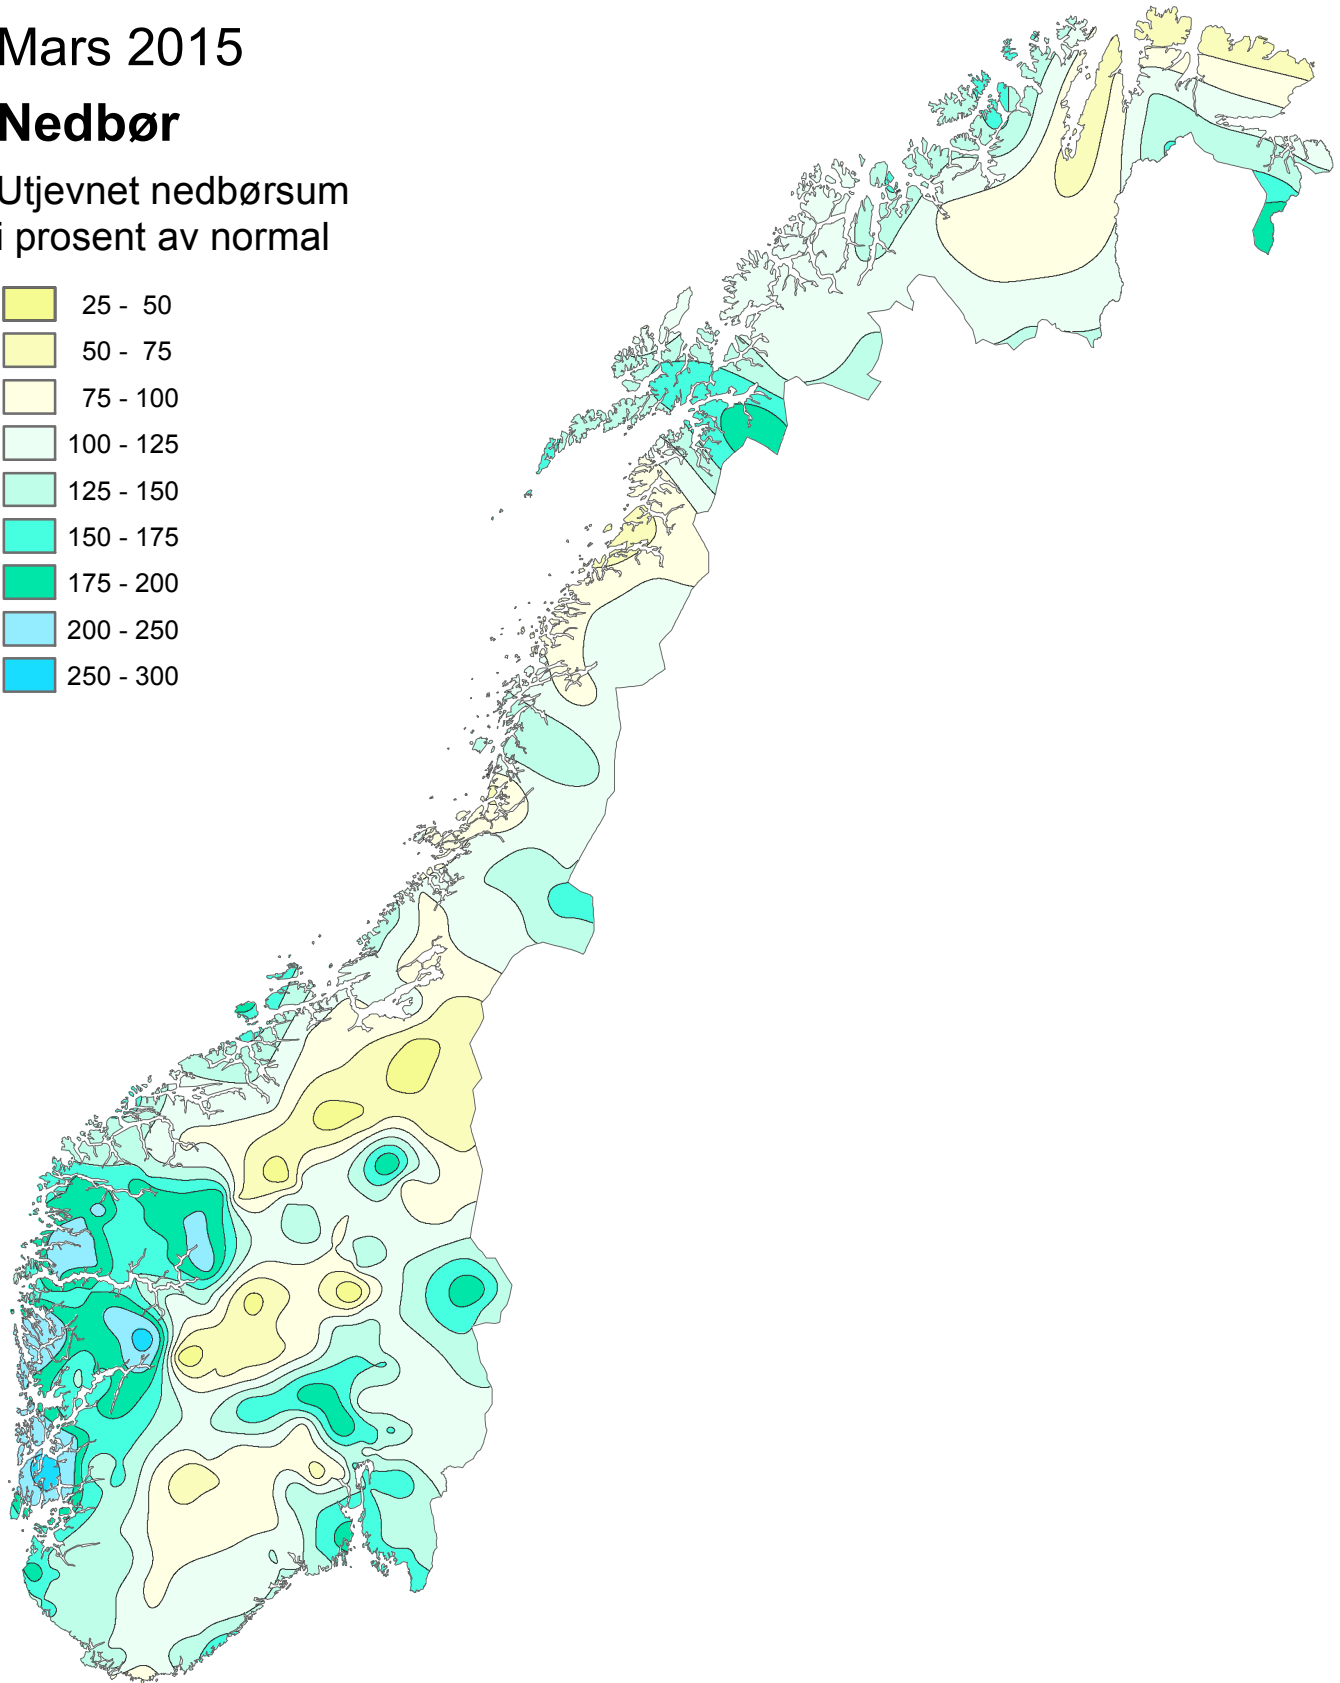 Mars 2015
Nedbør
Utjevnet nedbørsum
i prosent av normal
25 - 50
50 - 75
75 - 100
100 - 125
125 - 150
150 - 175
175 - 200
200 - 250
250 - 300